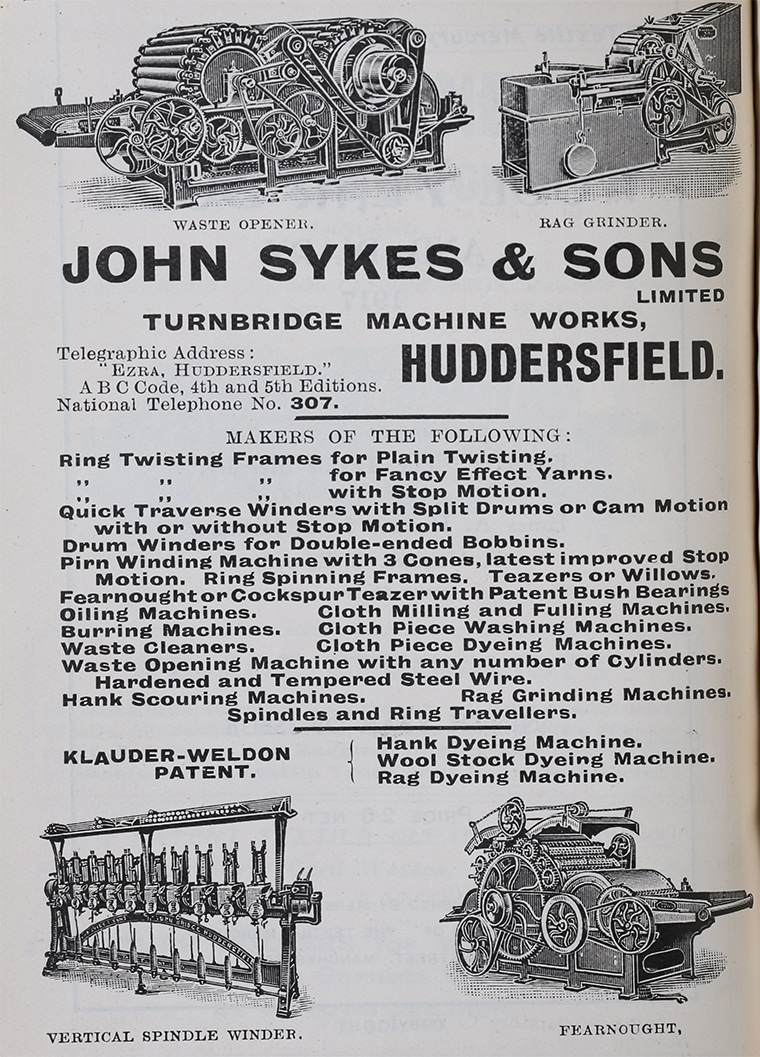 WASTE OPENER.
RAG GRINDER.
JOHN SYKES & SONS
LIMITED
TURNBRIDGE MACHINE WORKS,
HUDDERSFIELD.
Telegraphic Address:
"EZRA, HUDDERSFIELD."
A B C Code, 4th and 5th Editions.
National Telephone No. 307.
MAKERS OF THE FOLLOWING:
Ring Twisting Frames for Plain Twisting.
,, ,, ,, for Fancy Effect Yarns.
,, ,, ,, with Stop Motion.
Quick Traverse Winders with Split Drums or Cam Motion
with or without Stop Motion.
Drum Winders for Double-ended Bobbins.
Pirn Winding Machine with 3 Cones, latest improved Stop
Motion. Ring Spinning Frames. Teazers or Willows.
Fearnought or Cockspur Teazer with Patent Bush Bearings
Oiling Machines. Cloth Milling and Fulling Machines.
Burring Machines. Cloth Piece Washing Machines.
Waste Cleaners. Cloth Piece Dyeing Machines.
Waste Opening Machine with any number of Cylinders.
Hardened and Tempered Steel Wire.
Hank Scouring Machines. Rag Grinding Machines.
Spindles and Ring Travellers.
KLAUDER-WELDON
PATENT.
Hank Dyeing Machine.
Wool Stock Dyeing Machine.
Rag Dyeing Machine.
VERTICAL SPINDLE WINDER.
FEARNOUGHT,